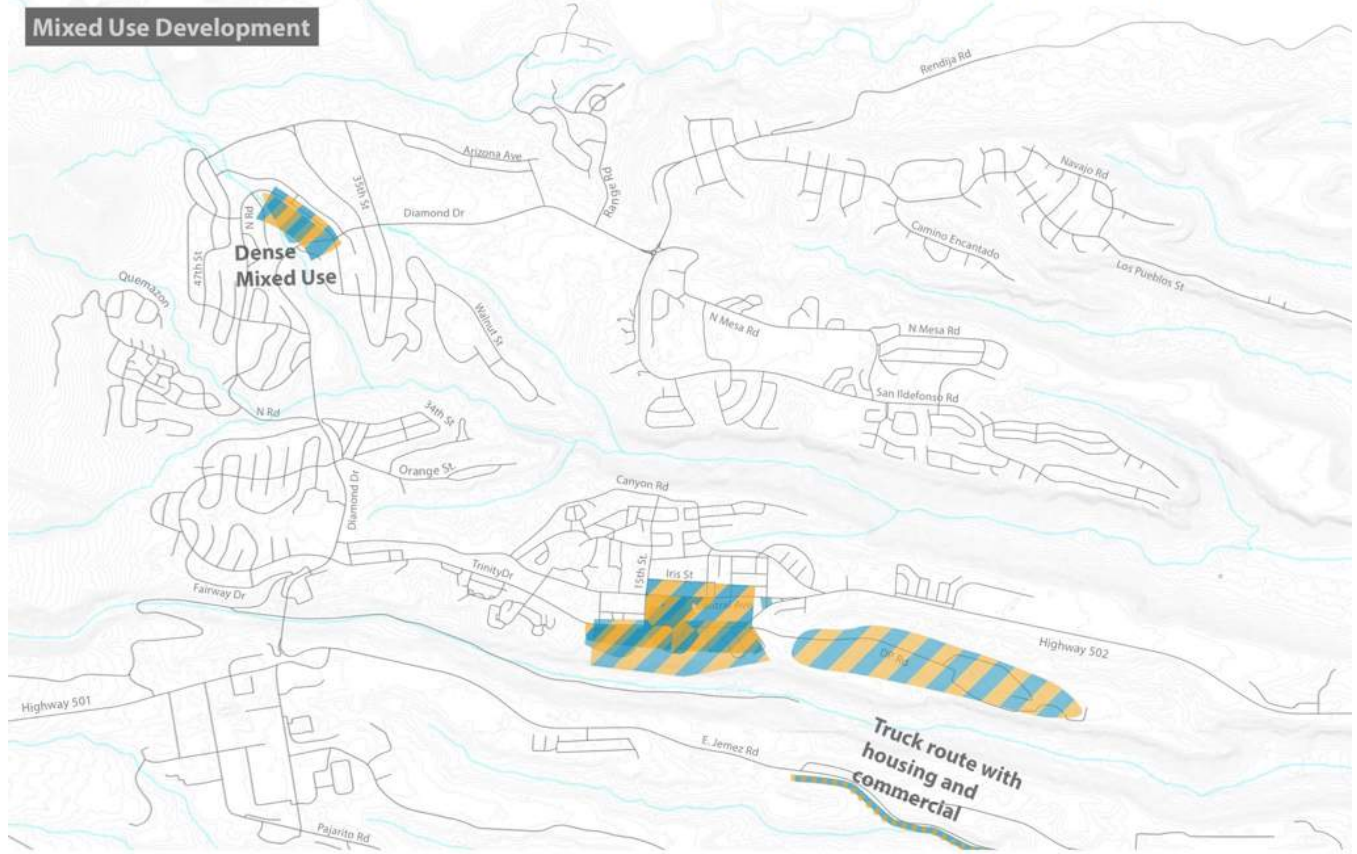 Mixed Use Development
Rendija Rd
Arizona Ave
Range Rd
35th St
Navajo Rd
N Rd
Diamond Dr
Camino Encantado
Dense
Mixed Use
47th St
Los Pueblos St
Quemazon
Walnut St
N Mesa Rd
N Mesa Rd
San Ildefonso Rd
N Rd
34th St
Orange St.
Diamond Dr
Canyon Rd
TrinityDr
15th St.
Iris St
Fairway Dr
Highway 502
DP Rd
Highway 501
E. Jemez Rd
Truck route with
housing and
commercial
Pajarito Rd